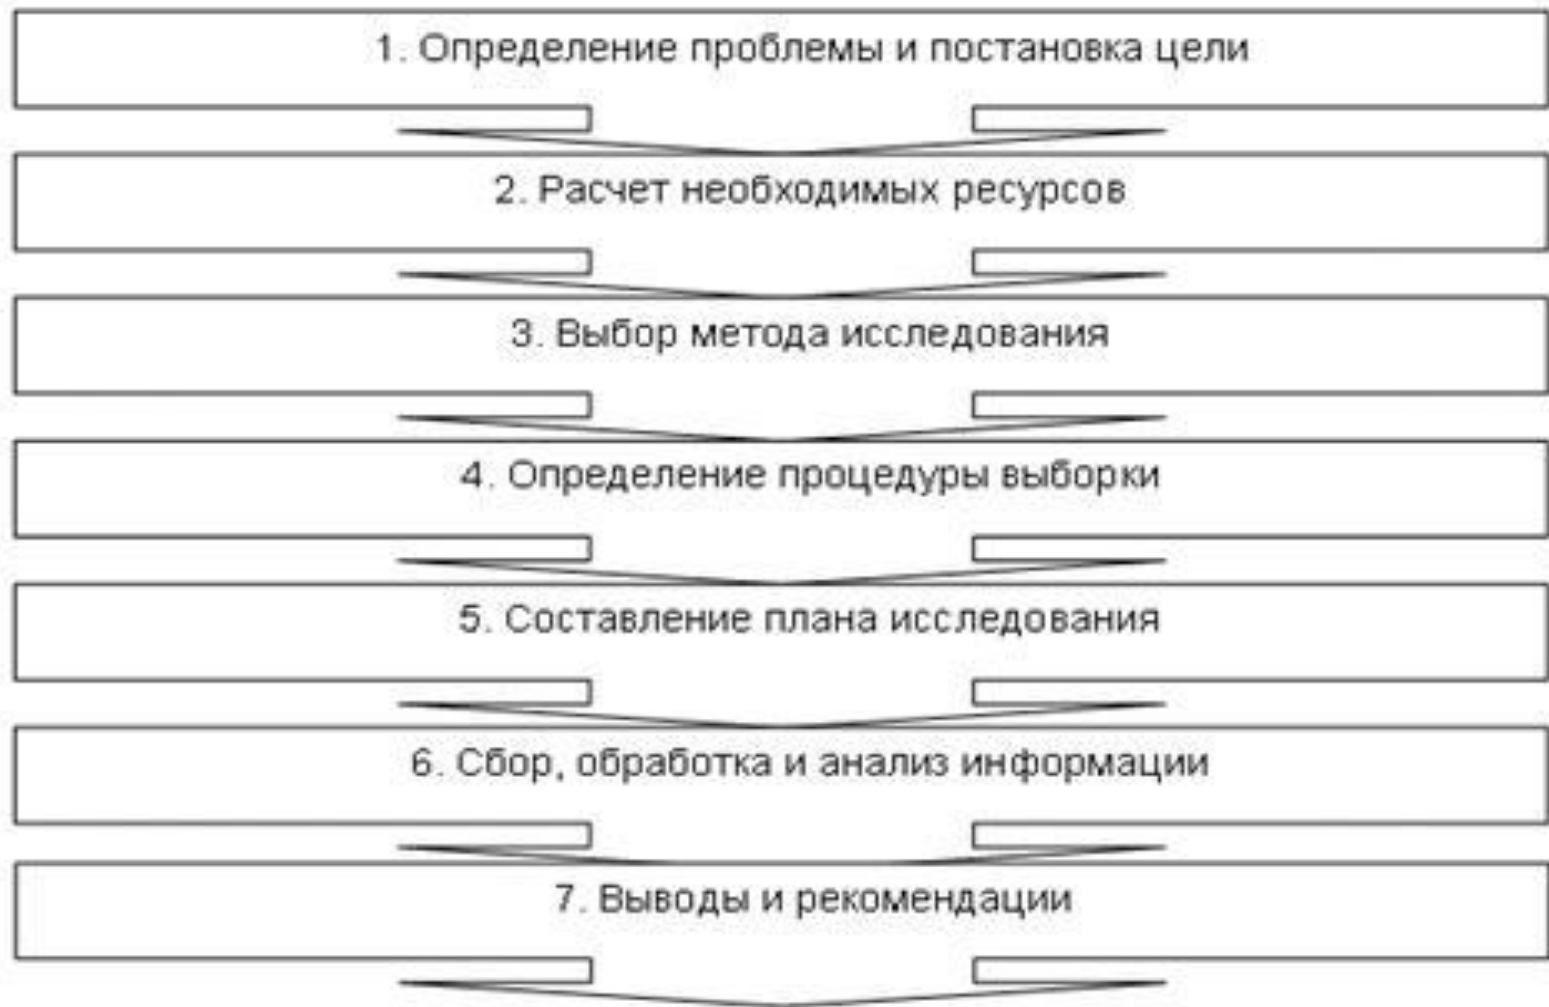 1. Определение проблемы и постановка цели
2. Расчет необходимых ресурсов
3. Выбор метода исследования
4. Определение процедуры выборки
5. Составление плана исследования
6. Сбор, обработка и анализ информации
7. Выводы и рекомендации